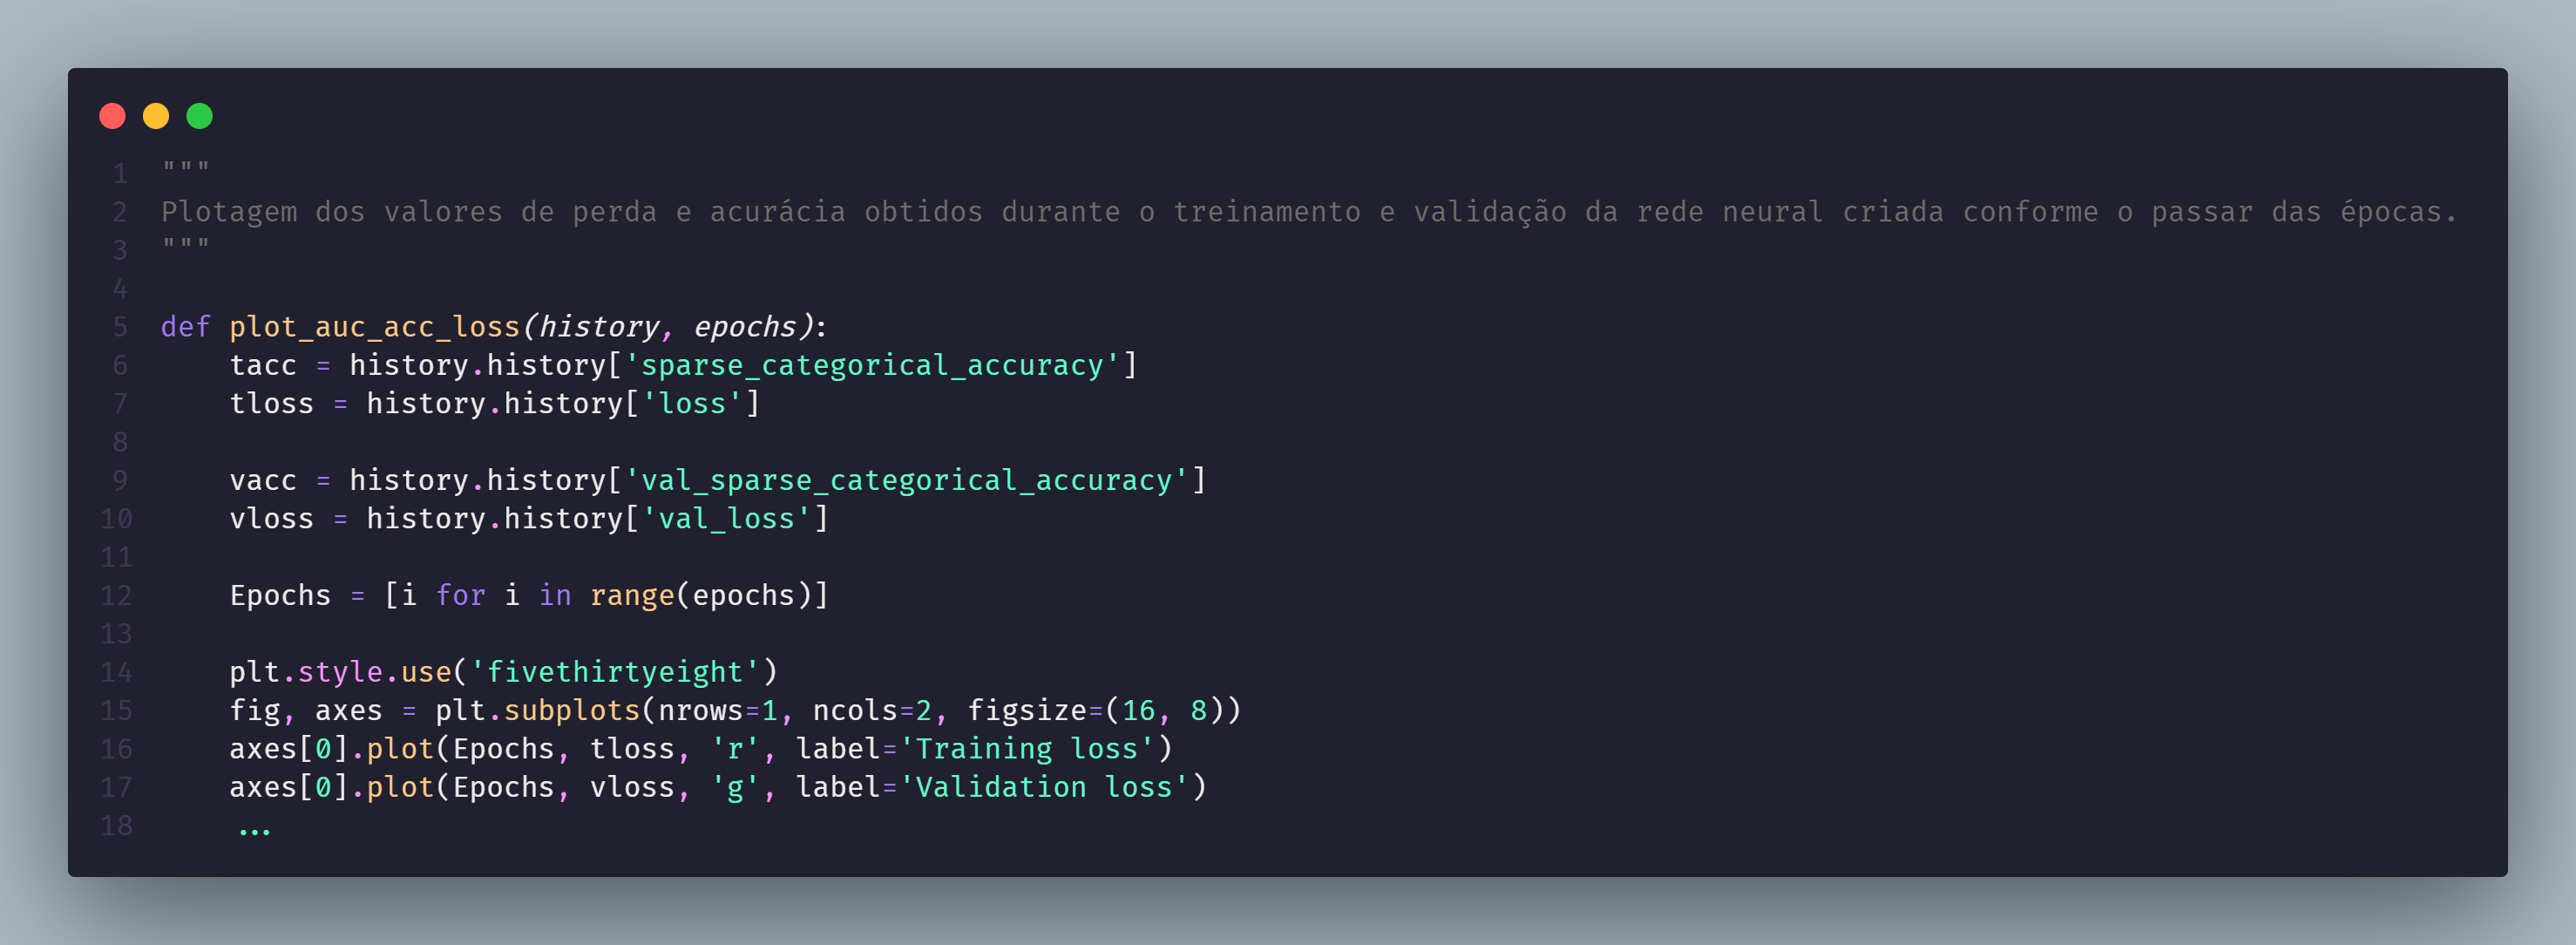 1 """
2 Plotagem dos valores de perda e acurácia obtidos durante o treinamento e validação da rede neural criada conforme o passar das épocas.
3 """
4
5 def plot_auc_acc_loss(history, epochs):
6     tacc = history.history['sparse_categorical_accuracy']
7     tloss = history.history['loss']
8
9     vacc = history.history['val_sparse_categorical_accuracy']
10     vloss = history.history['val_loss']
11
12     Epochs = [i for i in range(epochs)]
13
14     plt.style.use('fivethirtyeight')
15     fig, axes = plt.subplots(nrows=1, ncols=2, figsize=(16, 8))
16     axes[0].plot(Epochs, tloss, 'r', label='Training loss')
17     axes[0].plot(Epochs, vloss, 'g', label='Validation loss')
18     ...